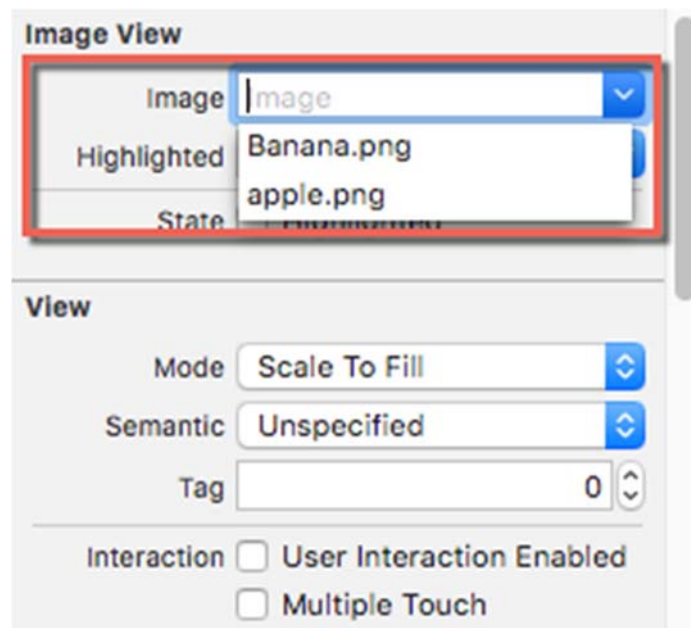 Image View
Image Image
Highlighted Banana.png
apple.png
State Highlighted
View
Mode Scale To Fill
Semantic Unspecified
Tag 0
Interaction User Interaction Enabled
Multiple Touch